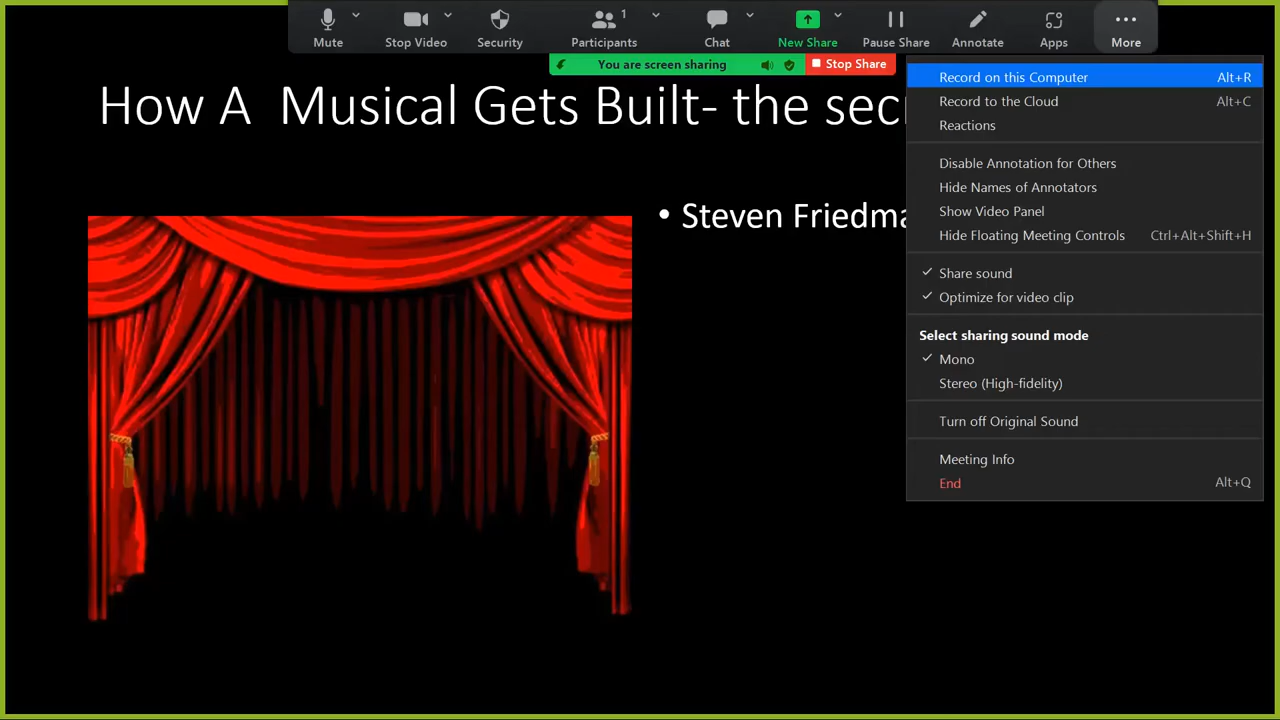 Mute
Stop Video
Security
Participants 1
Chat
New Share
Pause Share
Annotate
Apps
More
You are screen sharing
Stop Share
How A Musical Gets Built- the
Steven
Record on this Computer Alt+R
Record to the Cloud Alt+C
Reactions
Disable Annotation for Others
Hide Names of Annotators
Show Video Panel
Hide Floating Meeting Controls Ctrl+Alt+Shift+H
Share sound
Optimize for video clip
Select sharing sound mode
Mono
Stereo (High-fidelity)
Turn off Original Sound
Meeting Info
End Alt+Q